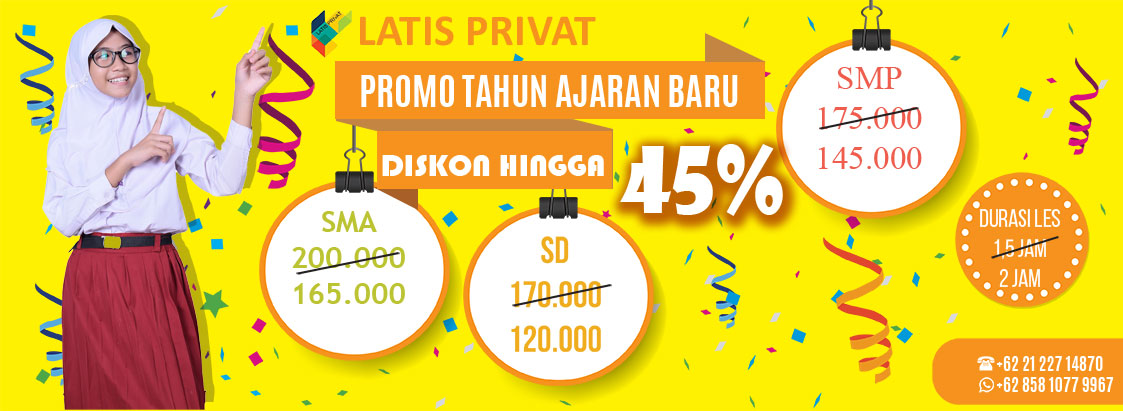 LATIS PRIVAT
LATIS PRIVAT
PROMO TAHUN AJARAN BARU
DISKON HINGGA
45%
SMA
200.000
165.000
SD
170.000
120.000
SMP
175.000
145.000
DURASI LES
1,5 JAM
2 JAM
+62 21 227 14870
+62 858 1077 9967